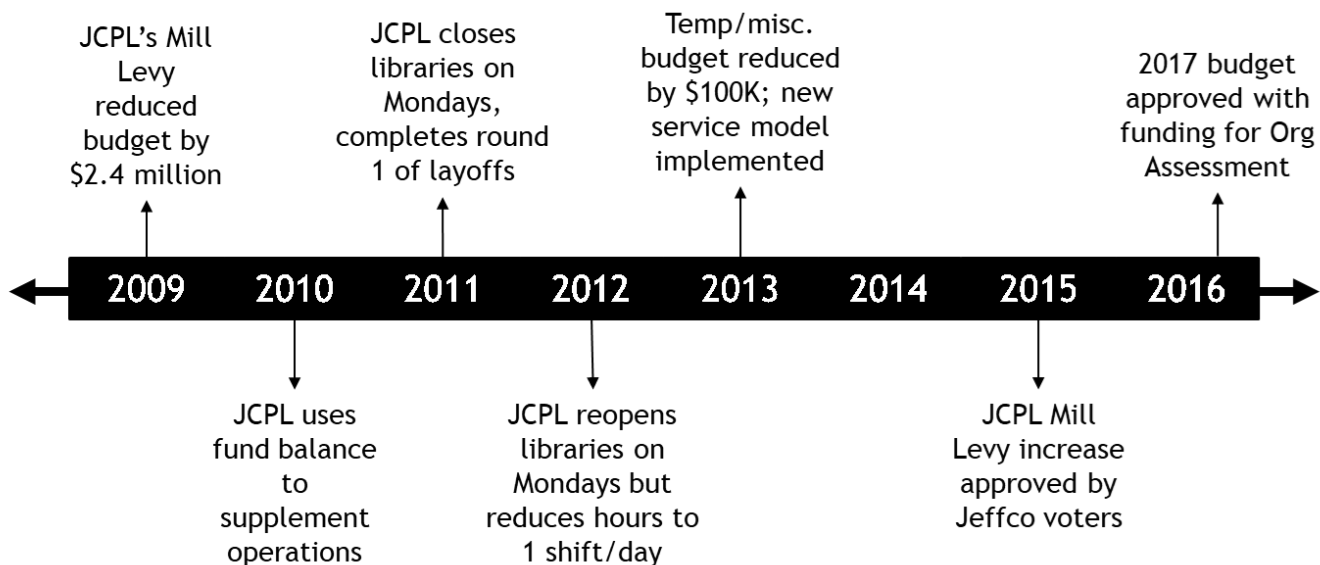 JCPL's Mill
Levy
reduced
budget by
$2.4 million
JCPL closes
libraries on
Mondays,
completes round
1 of layoffs
Temp/misc.
budget reduced
by $100K; new
service model
implemented
2017 budget
approved with
funding for Org
Assessment
2009 2010 2011 2012 2013 2014 2015 2016
JCPL uses
fund balance
to
supplement
operations
JCPL reopens
libraries on
Mondays but
reduces hours to
1 shift/day
JCPL Mill
Levy increase
approved by
Jeffco voters